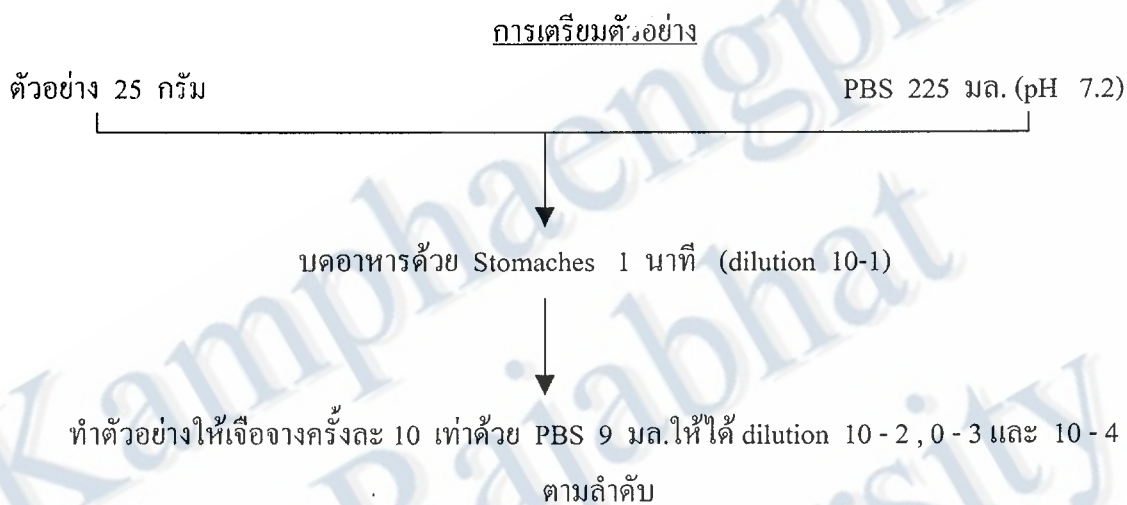 การเตรียมตัวอย่าง
ตัวอย่าง 25 กรัม PBS 225 มล. (pH 7.2)
บดอาหารด้วย Stomaches 1 นาที (dilution 10-1)
ทำตัวอย่างให้เจือจางครั้งละ 10 เท่าด้วย PBS 9 มล.ให้ได้ dilution 10 - 2 , 0 - 3 และ 10 - 4
ตามลำดับ
Kamphaengph
Rajabhat
ersity